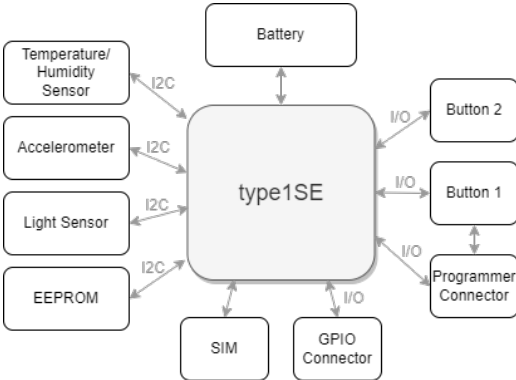 Battery
Temperature/
Humidity
Sensor
I2C
Button 2
I/O
Accelerometer
I2C
type1SE
I/O
Button 1
Light Sensor
I2C
I/O
EEPROM
I2C
Programmer
Connector
SIM
I/O
GPIO
Connector